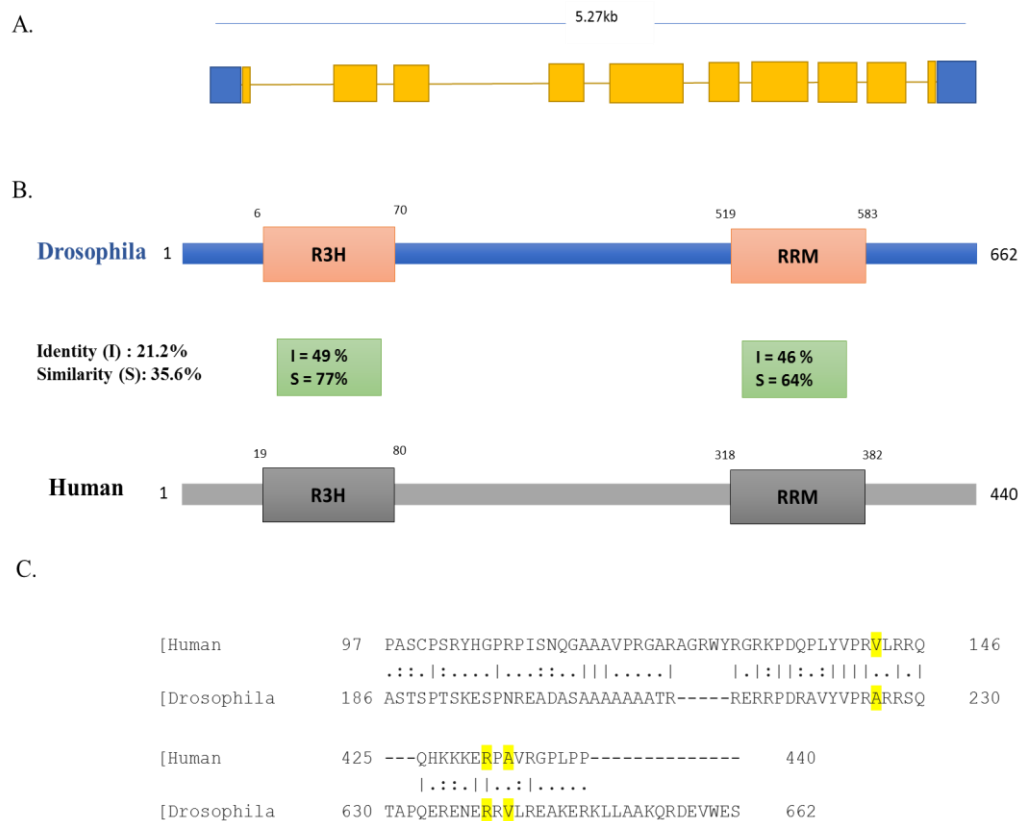 A.
5.27kb
B.
6 70 519 583
Drosophila 1 R3H RRM 662
Identity (I) : 21.2%
Similarity (S): 35.6%
I = 49 %
S = 77%
I = 46 %
S = 64%
19 80 318 382
Human 1 R3H RRM 440
C.
[Human 97 PASCPSRYHGPRPISNQGAAAVPRGARAGRWYRGRKPDQPLYVPRVLRRQ 146
.::.|:....|....::..|||..:....| |.|:||:|..:|||||..|.|
[Drosophila 186 ASTSPTSKESPNREADASAAAAAAATR-----RERRPDRAVYVPRARRSQ 230
[Human 425 ---QHKKKERPAVRGPLPP-------------- 440
|.::.||..:|.....
[Drosophila 630 TAPQERENERRVLREAKERKLLAAKQRDEVWES 662